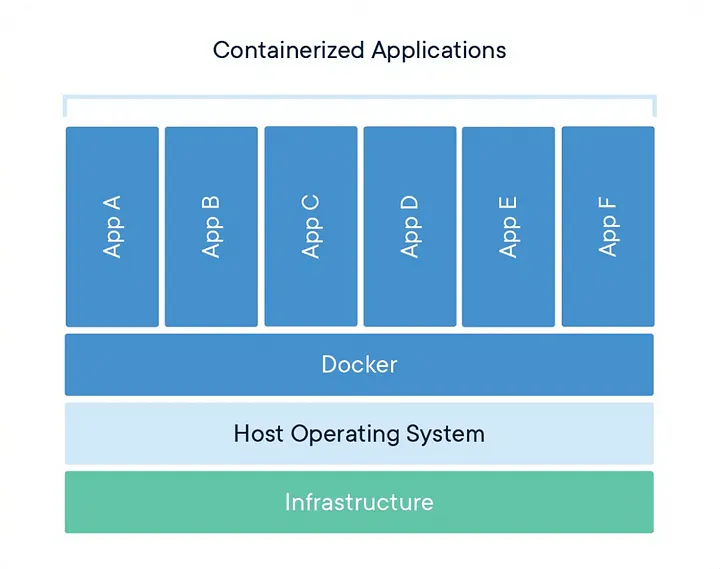 Containerized Applications
App A
App B
App C
App D
App E
App F
Docker
Host Operating System
Infrastructure